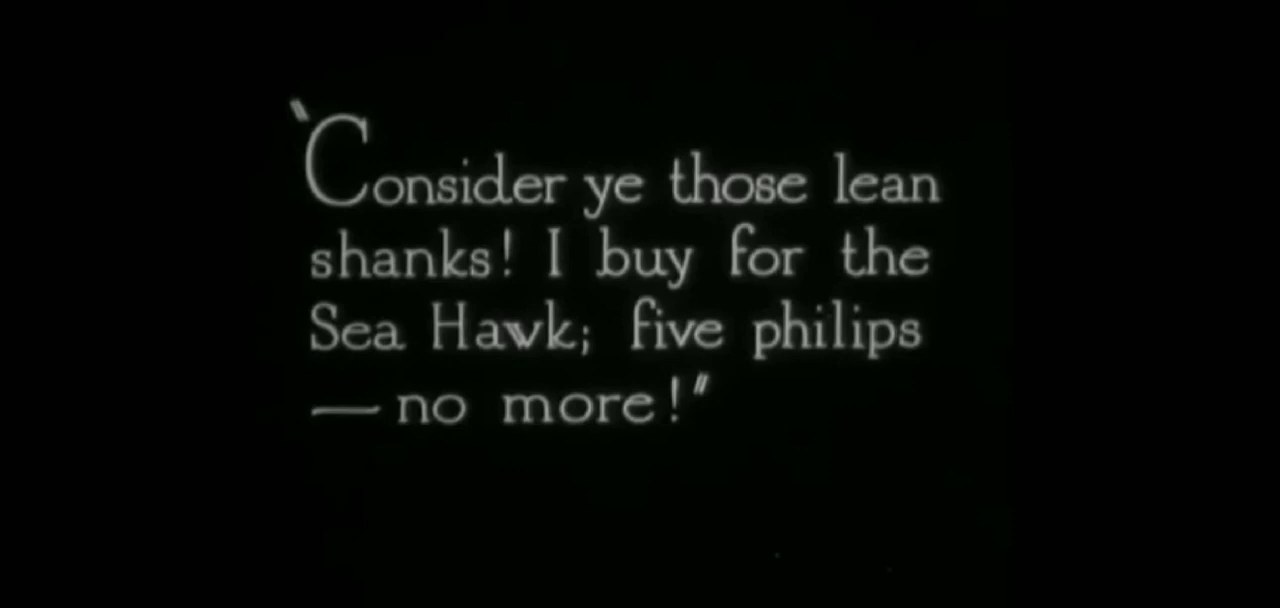 "Consider ye those lean
shanks! I buy for the
Sea Hawk; five philips
— no more!"